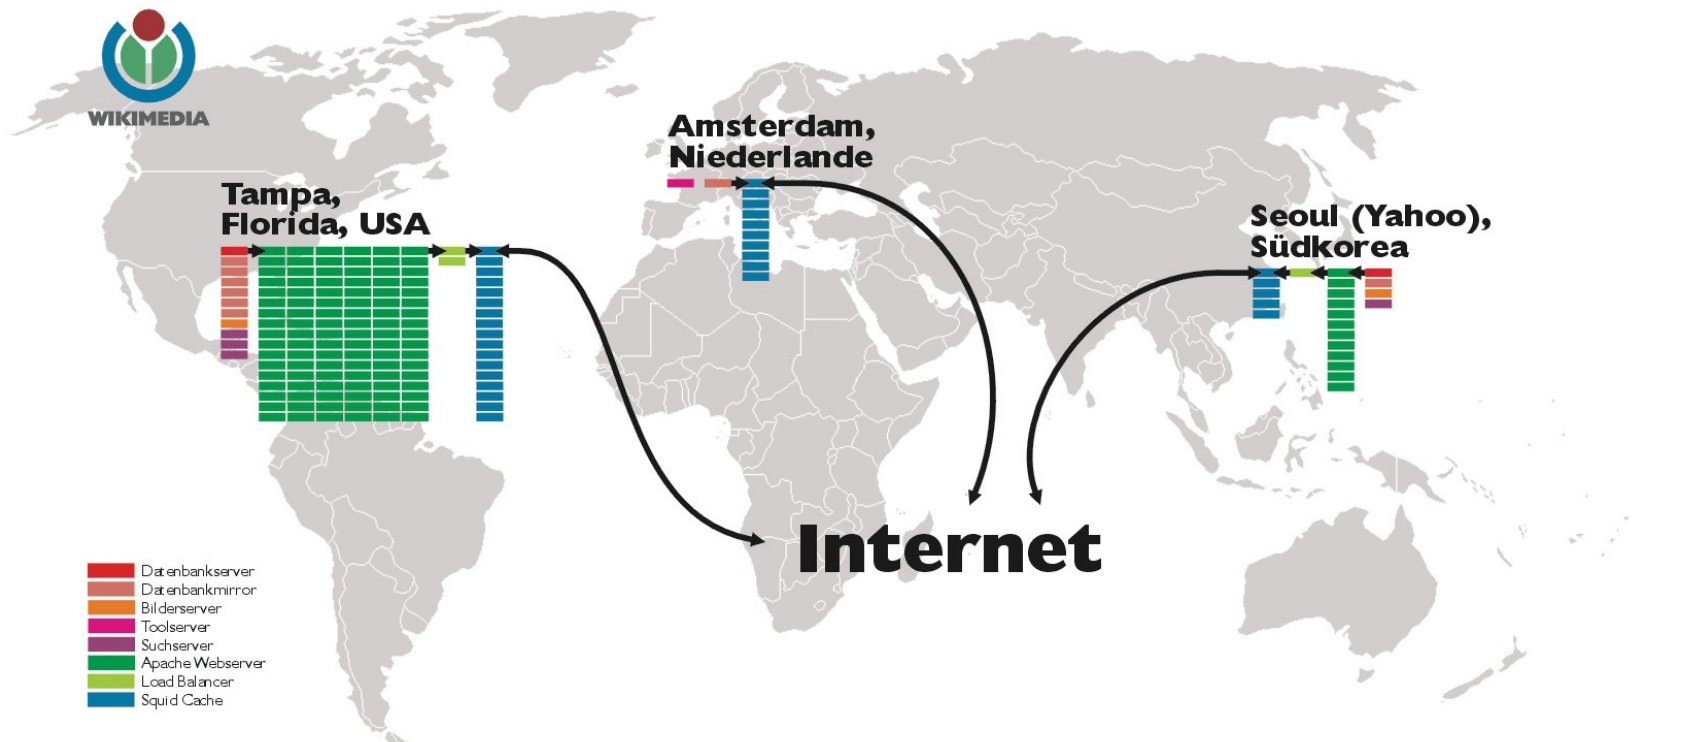 WIKIMEDIA
Amsterdam,
Niederlande
Tampa,
Florida, USA
Seoul (Yahoo),
Südkorea
Internet
Datenbankserver
Datenbankmirror
Bilderserver
Toolserver
Suchserver
Apache Webserver
Load Balancer
Squid Cache